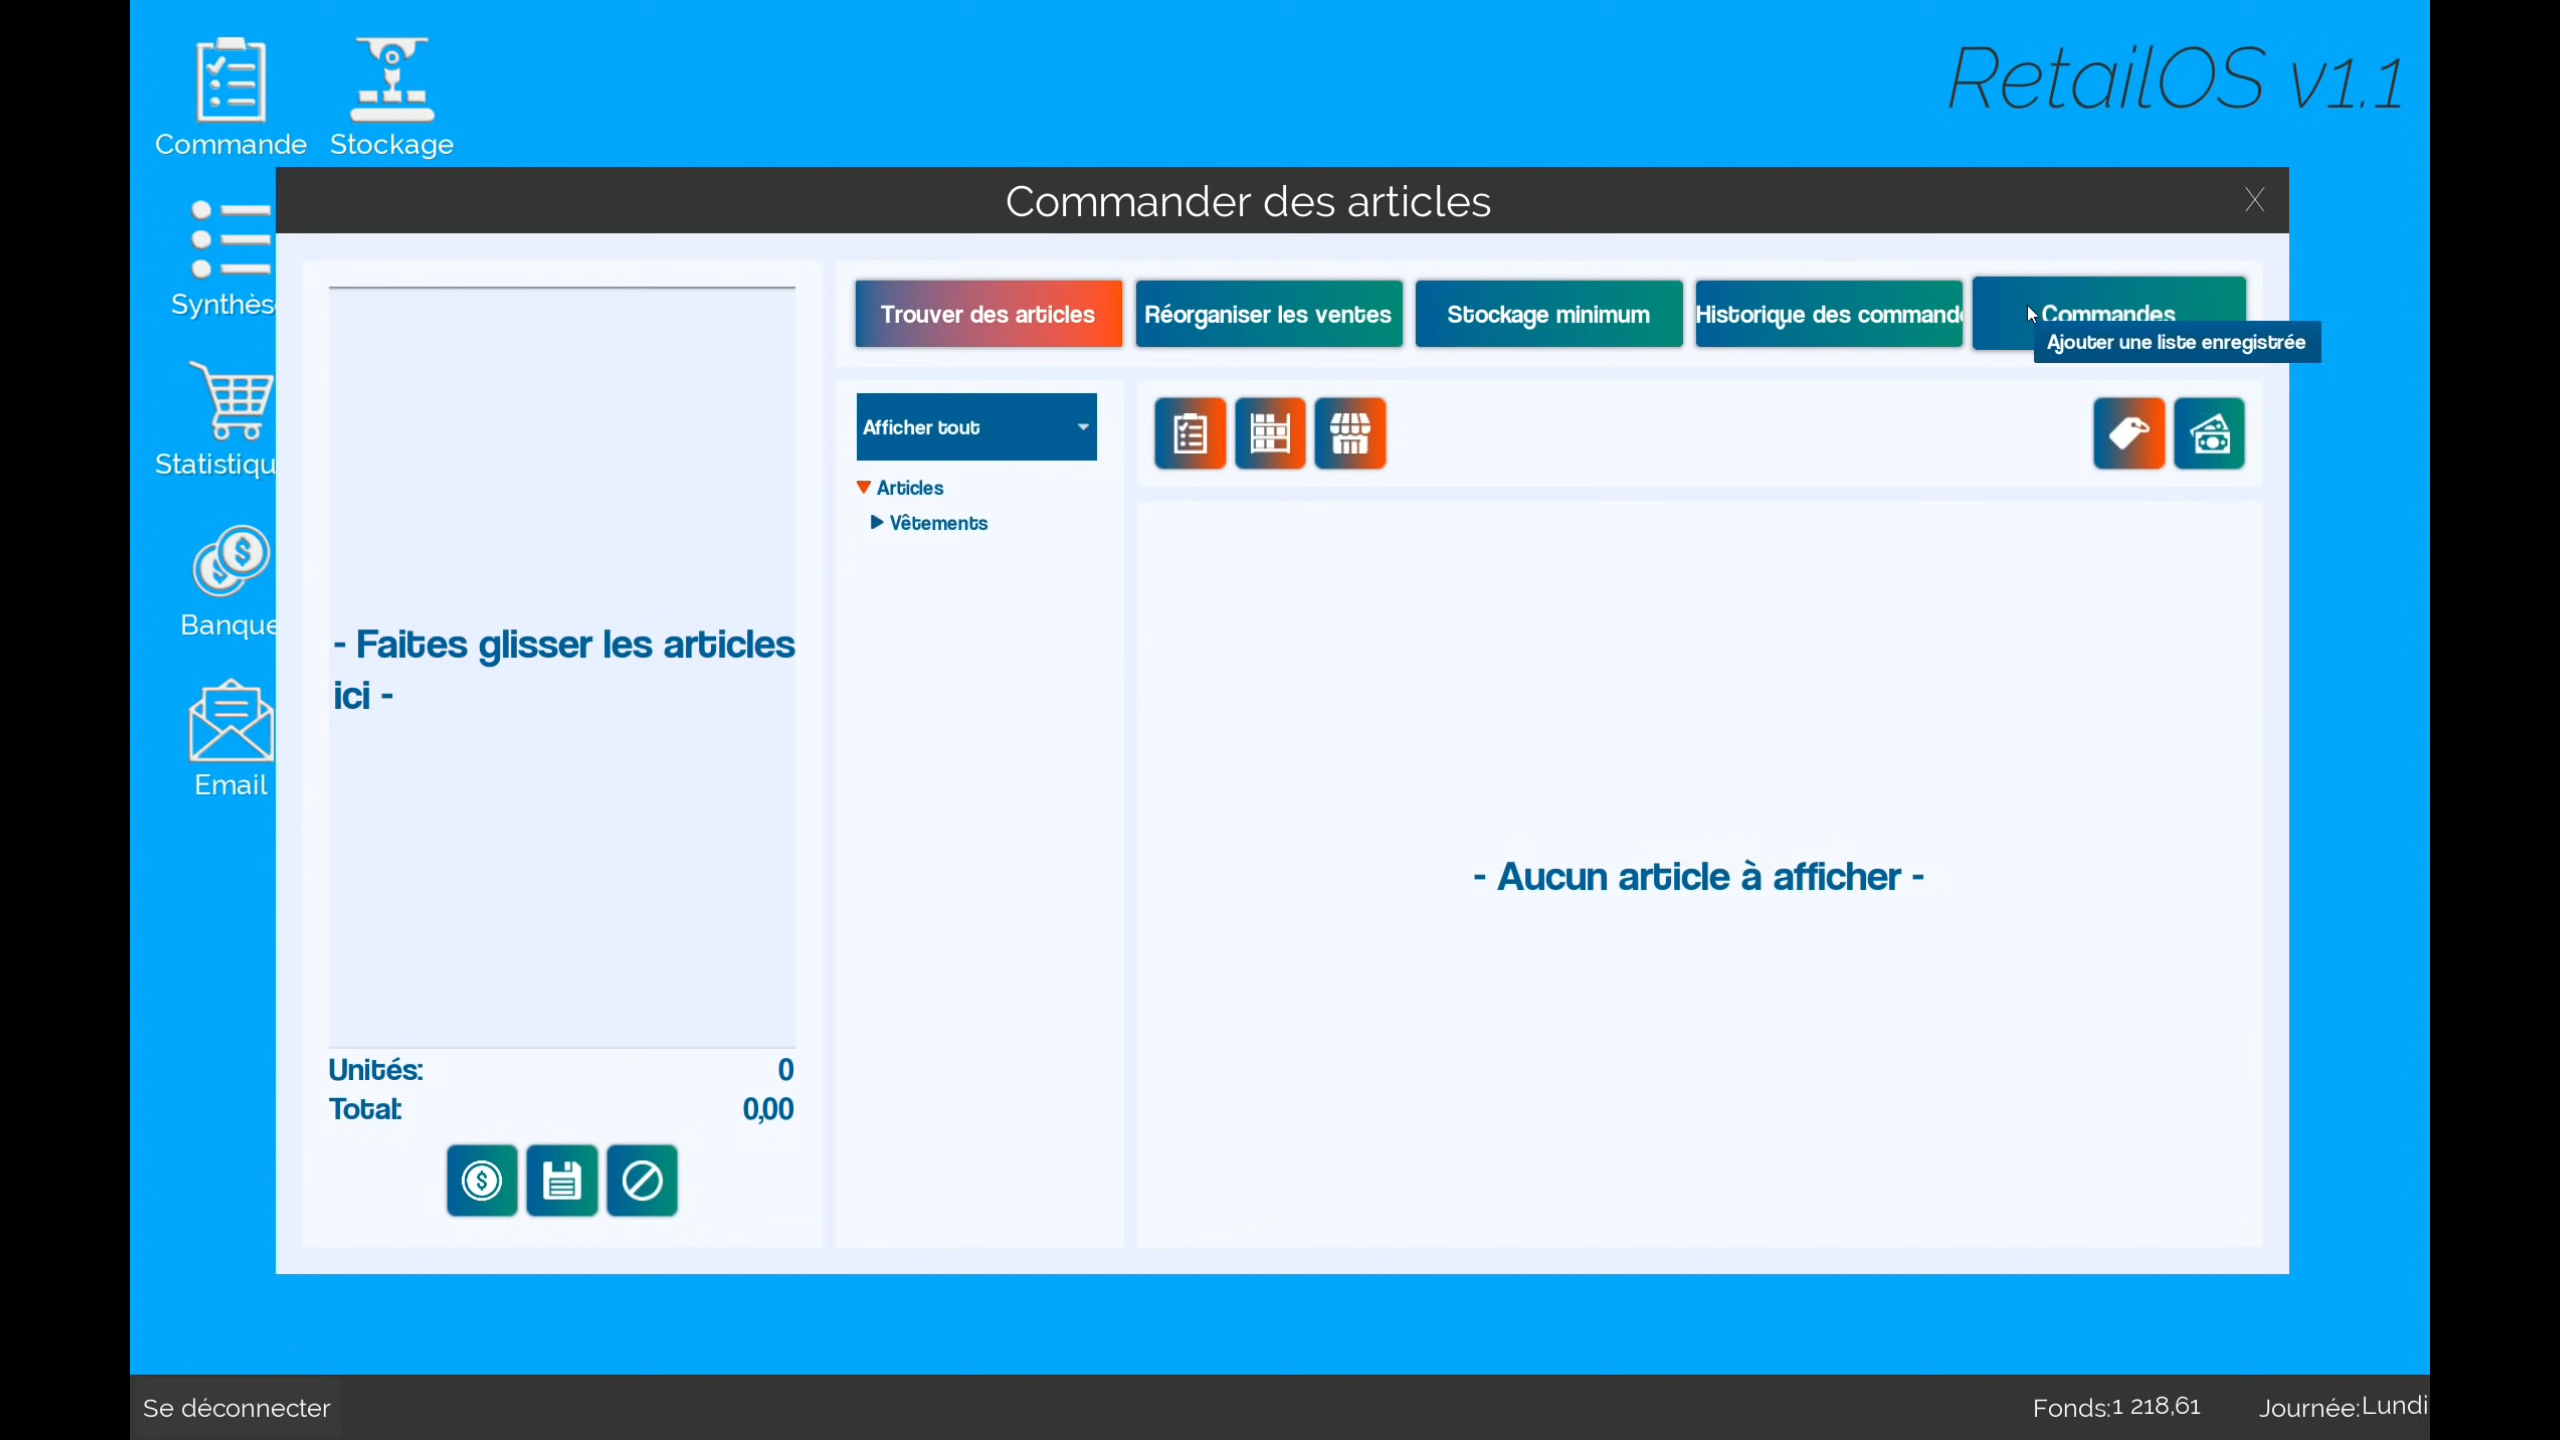 Commande
Stockage
RetailOS v1.1
Commander des articles
X
Synthès
Statistiqu
Banque
Email
- Faites glisser les articles
ici -
Unités:
0
Total:
0,00
Trouver des articles
Réorganiser les ventes
Stockage minimum
Historique des command
Commandes
Ajouter une liste enregistrée
Afficher tout
Articles
Vêtements
- Aucun article à afficher -
Se déconnecter
Fonds:1 218,61
Journée:Lundi